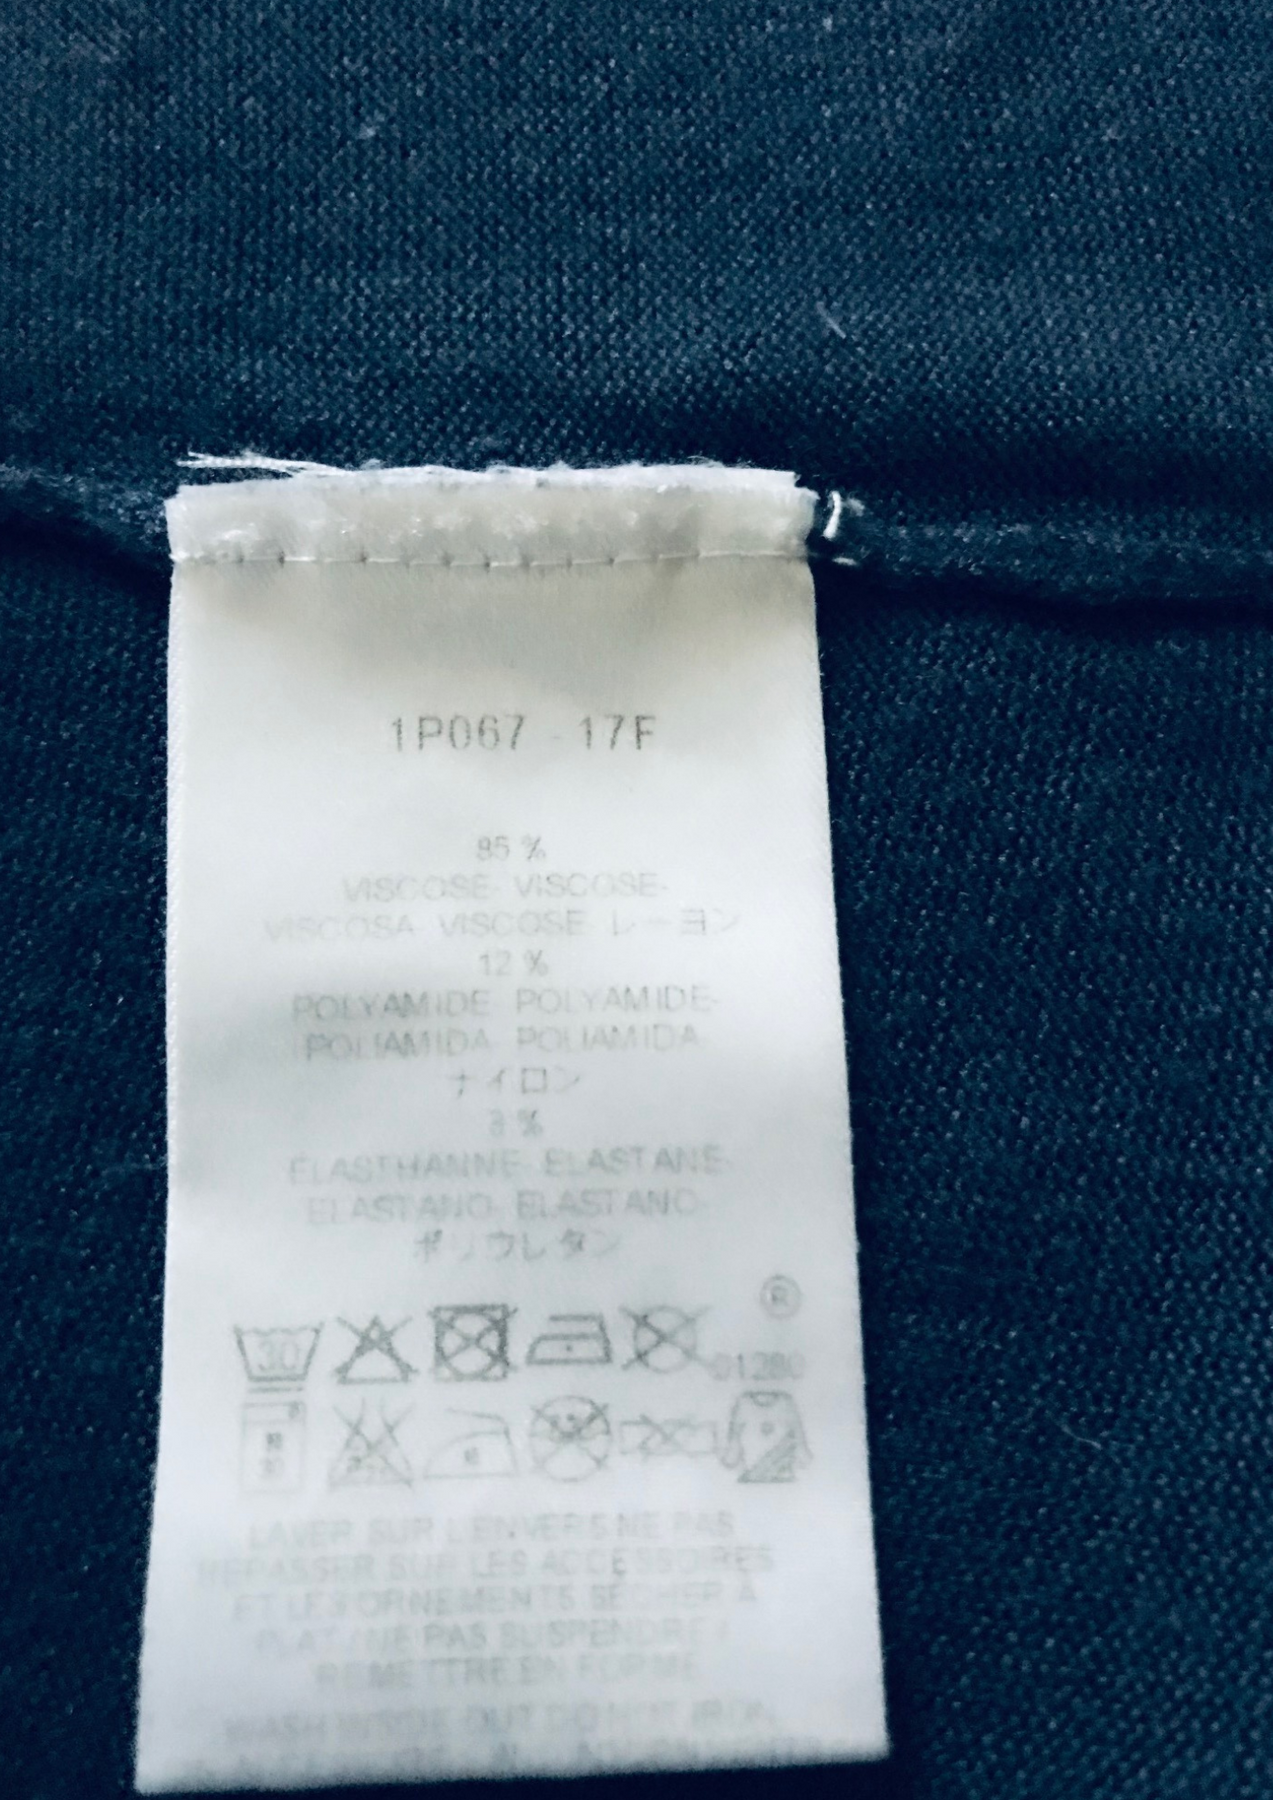 1P067 - 17F
85 %
VISCOSE- VISCOSE-
VISCOSA VISCOSE レーヨン
12 %
POLYAMIDE POLYAMIDE-
POLIAMIDA POLIAMIDA
ナイロン
3 %
ELASTHANNE- ELASTANE-
ELASTANO- ELASTANO-
ポリウレタン
®
30
01280
LAVER SUR L'ENVERS NE PAS
REPASSER SUR LES ACCESSOIRES
ET LES ORNEMENTS SECHER A
PLAT / NE PAS SUSPENDRE /
REMETTRE EN FORME
WASH INSIDE OUT DO NOT IRON